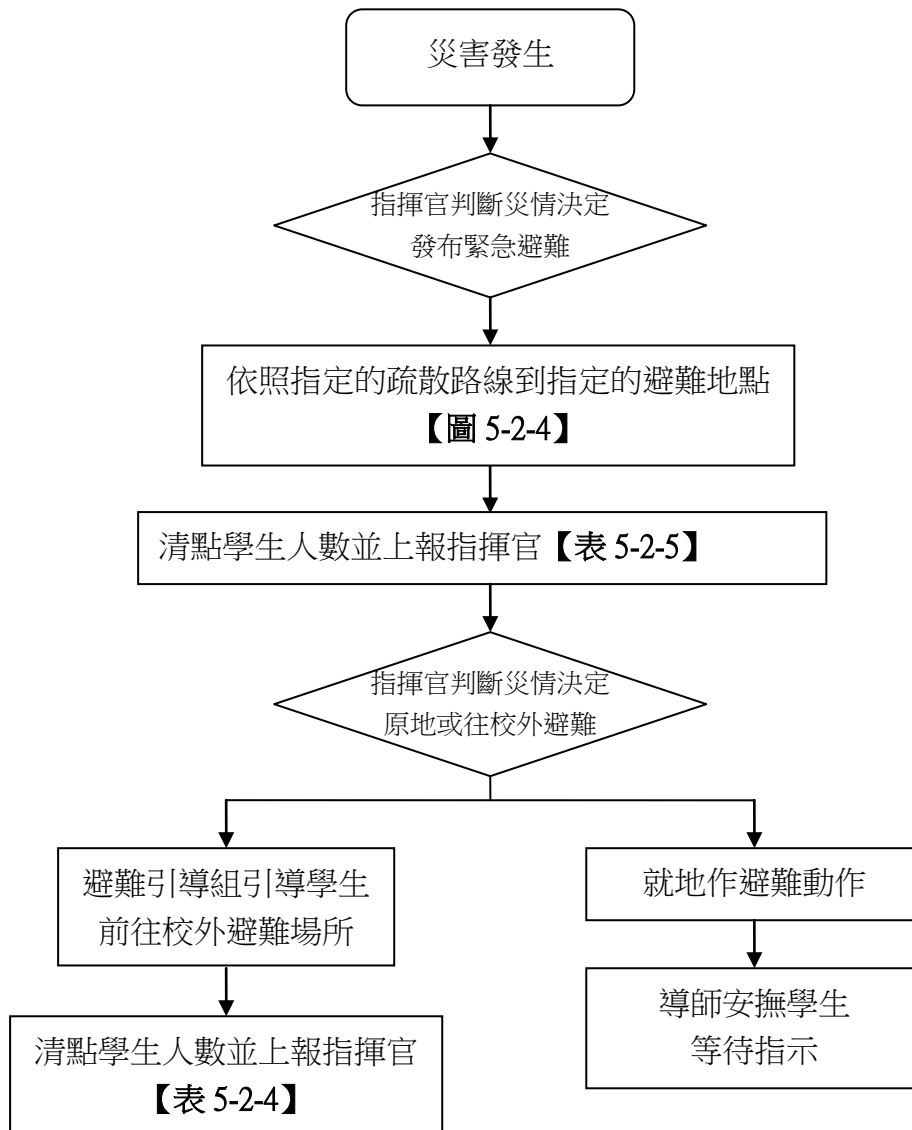 災害發生
指揮官判斷災情決定
發布緊急避難
依照指定的疏散路線到指定的避難地點
【圖 5-2-4】
清點學生人數並上報指揮官【表 5-2-5】
指揮官判斷災情決定
原地或往校外避難
避難引導組引導學生
前往校外避難場所
清點學生人數並上報指揮官
【表 5-2-4】
就地作避難動作
導師安撫學生
等待指示